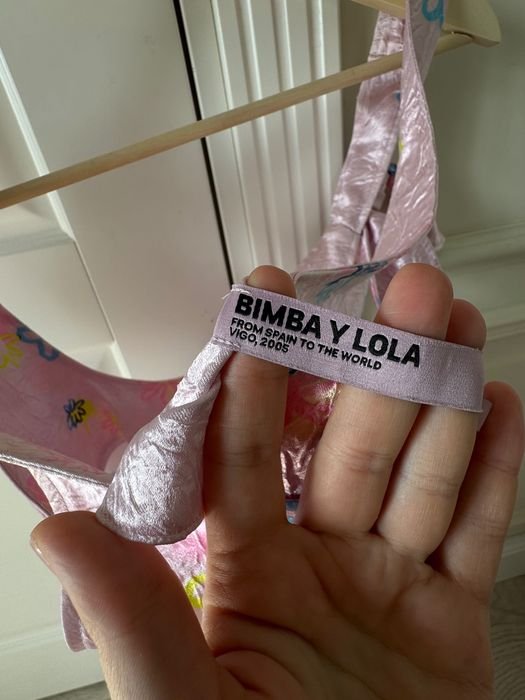 BIMBA Y LOLA
FROM SPAIN TO THE WORLD
VIGO, 2005